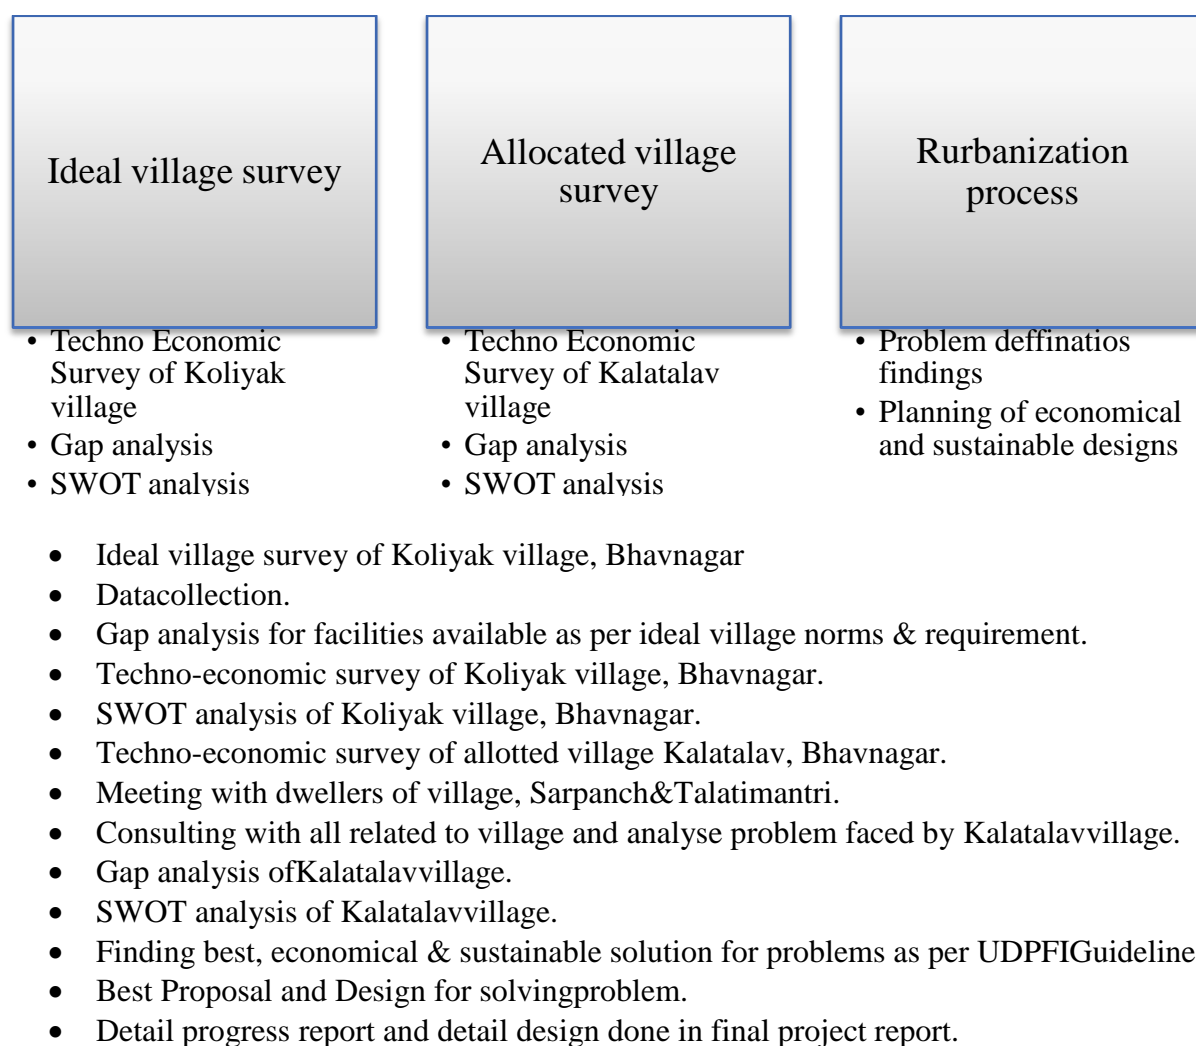 Ideal village survey
Allocated village
survey
Rurbanization
process
• Techno Economic
Survey of Koliyak
village
• Gap analysis
• SWOT analysis
• Techno Economic
Survey of Kalatalav
village
• Gap analysis
• SWOT analysis
• Problem deffinatios
findings
• Planning of economical
and sustainable designs
• Ideal village survey of Koliyak village, Bhavnagar
• Datacollection.
• Gap analysis for facilities available as per ideal village norms & requirement.
• Techno-economic survey of Koliyak village, Bhavnagar.
• SWOT analysis of Koliyak village, Bhavnagar.
• Techno-economic survey of allotted village Kalatalav, Bhavnagar.
• Meeting with dwellers of village, Sarpanch&Talatimantri.
• Consulting with all related to village and analyse problem faced by Kalatalavvillage.
• Gap analysis ofKalatalavvillage.
• SWOT analysis of Kalatalavvillage.
• Finding best, economical & sustainable solution for problems as per UDPFIGuideline
• Best Proposal and Design for solvingproblem.
• Detail progress report and detail design done in final project report.